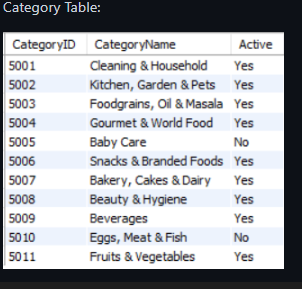 Category Table:
CategoryID CategoryName Active
5001 Cleaning & Household Yes
5002 Kitchen, Garden & Pets Yes
5003 Foodgrains, Oil & Masala Yes
5004 Gourmet & World Food Yes
5005 Baby Care No
5006 Snacks & Branded Foods Yes
5007 Bakery, Cakes & Dairy Yes
5008 Beauty & Hygiene Yes
5009 Beverages Yes
5010 Eggs, Meat & Fish No
5011 Fruits & Vegetables Yes